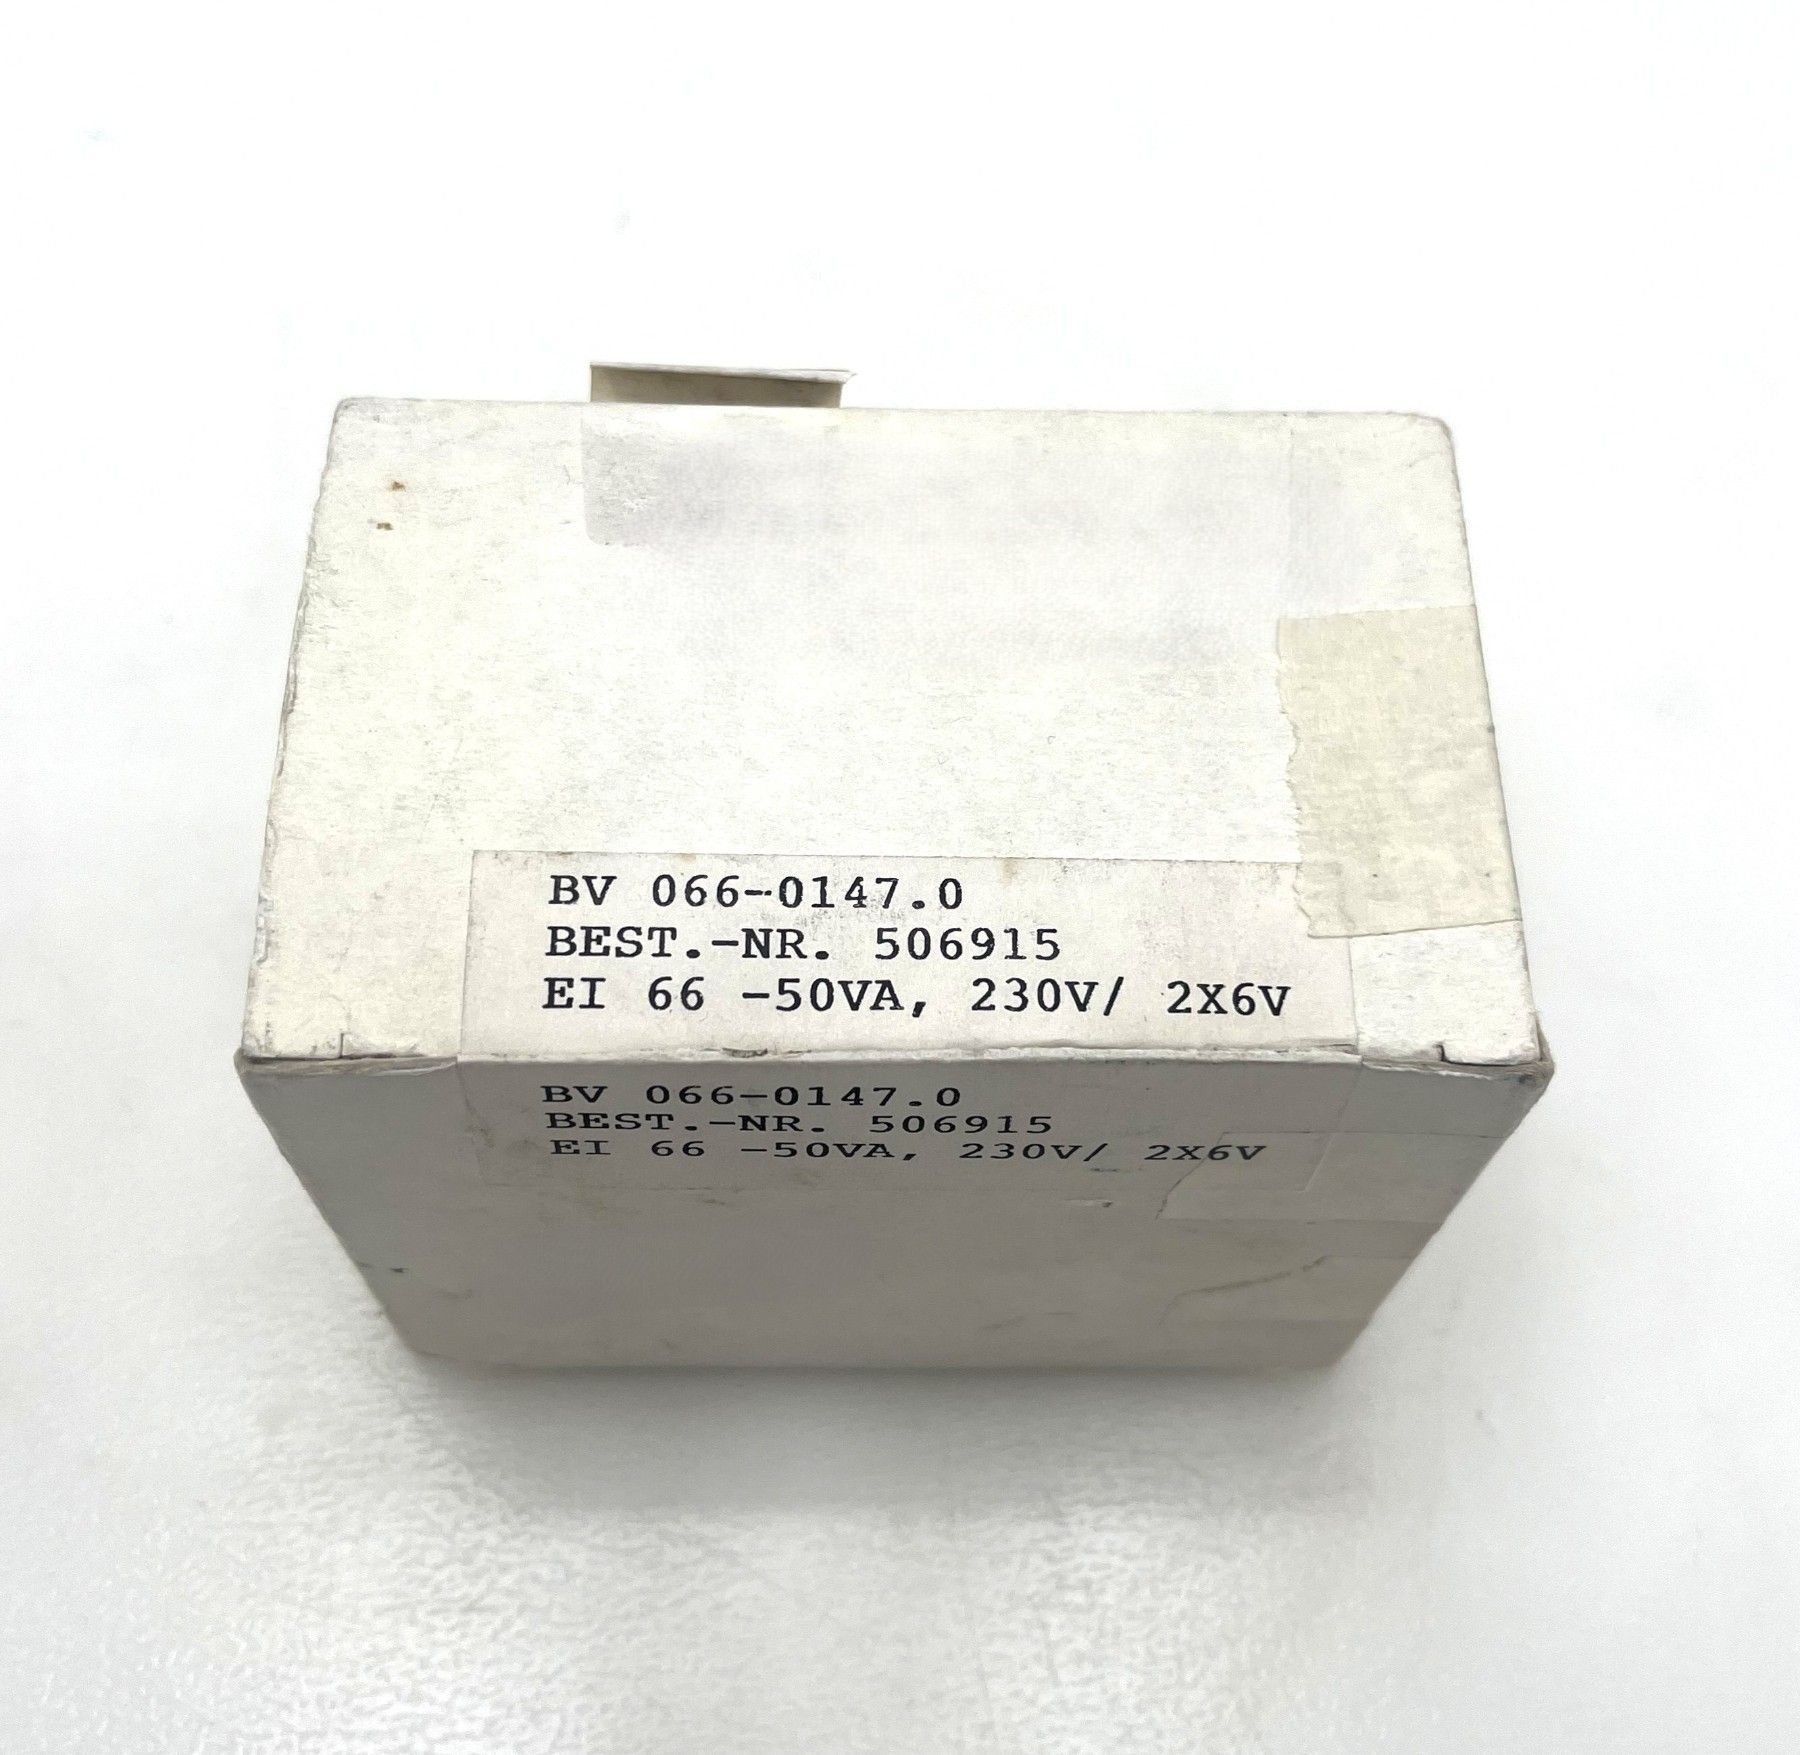 BV 066-0147.0
BEST.-NR. 506915
EI 66 -50VA, 230V/ 2X6V
BV 066-0147.0
BEST.-NR. 506915
EI 66 -50VA, 230V/ 2X6V